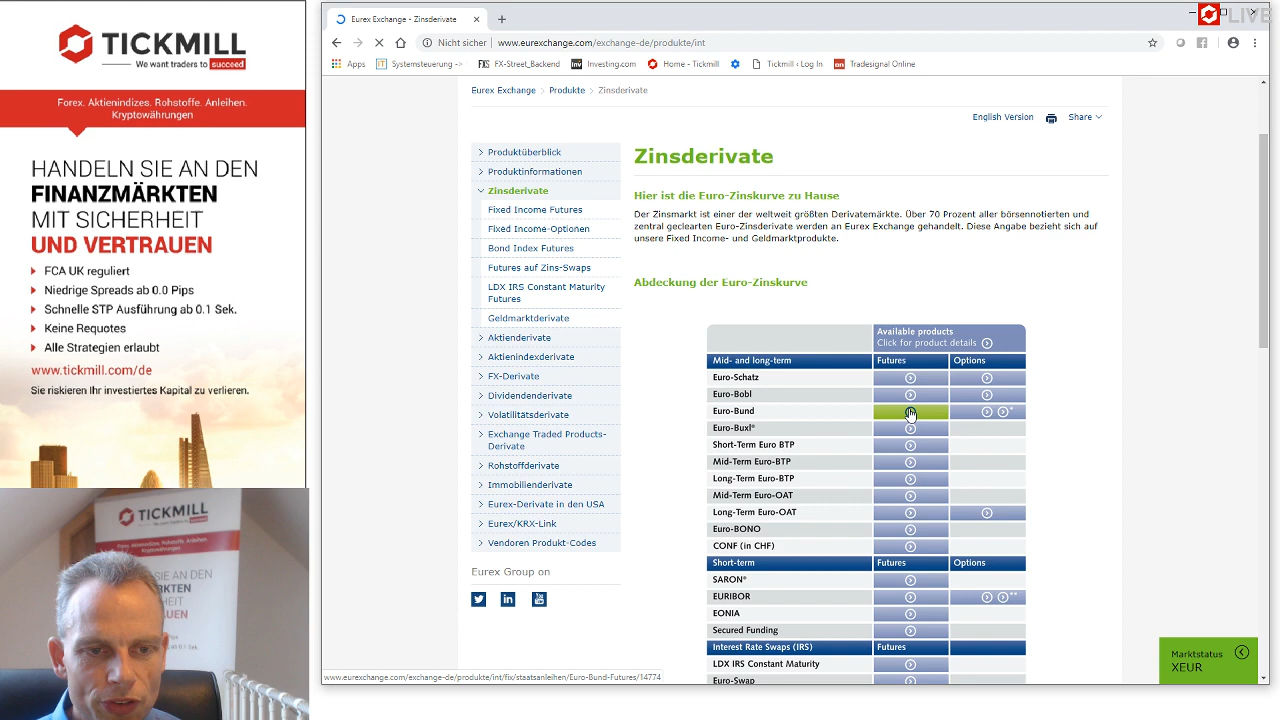 TICKMILL
We want traders to succeed
Forex. Aktienindizes. Rohstoffe. Anleihen.
Kryptowährungen
HANDELN SIE AN DEN
FINANZMÄRKTEN
MIT SICHERHEIT
UND VERTRAUEN
FCA UK reguliert
Niedrige Spreads ab 0.0 Pips
Schnelle STP Ausführung ab 0.1 Sek.
Keine Requotes
Alle Strategien erlaubt
www.tickmill.com/de
Sie riskieren Ihr investiertes Kapital zu verlieren.
TICKMILL
Eurex Exchange - Zinsderivate
LIVE
Nicht sicher
www.eurexchange.com/exchange-de/produkte/int
Apps
Systemsteuerung ->
FX-Street_Backend
Investing.com
Home - Tickmill
Tickmill ‹ Log In
Tradesignal Online
Eurex Exchange > Produkte > Zinsderivate
English Version
Share
Produktüberblick
Produktinformationen
Zinsderivate
Fixed Income Futures
Fixed Income-Optionen
Bond Index Futures
Futures auf Zins-Swaps
LDX IRS Constant Maturity
Futures
Geldmarktderivate
Aktienderivate
Aktienindexderivate
FX-Derivate
Dividendenderivate
Volatilitätsderivate
Exchange Traded Products-
Derivate
Rohstoffderivate
Immobilienderivate
Eurex-Derivate in den USA
Eurex/KRX-Link
Vendoren Produkt-Codes
Eurex Group on
Zinsderivate
Hier ist die Euro-Zinskurve zu Hause
Der Zinsmarkt ist einer der weltweit größten Derivatemärkte. Über 70 Prozent aller börsennotierten und
zentral geclearten Euro-Zinsderivate werden an Eurex Exchange gehandelt. Diese Angabe bezieht sich auf
unsere Fixed Income- und Geldmarktprodukte.
Abdeckung der Euro-Zinskurve
Available products
Click for product details
Mid- and long-term Futures Options
Euro-Schatz
Euro-Bobl
Euro-Bund *
Euro-Buxl®
Short-Term Euro BTP
Mid-Term Euro-BTP
Long-Term Euro-BTP
Mid-Term Euro-OAT
Long-Term Euro-OAT
Euro-BONO
CONF (in CHF)
Short-term Futures Options
SARON®
EURIBOR **
EONIA
Secured Funding
Interest Rate Swaps (IRS) Futures
LDX IRS Constant Maturity
Euro-Swap
Marktstatus
XEUR
www.eurexchange.com/exchange-de/produkte/int/fix/staatsanleihen/Euro-Bund-Futures/14774